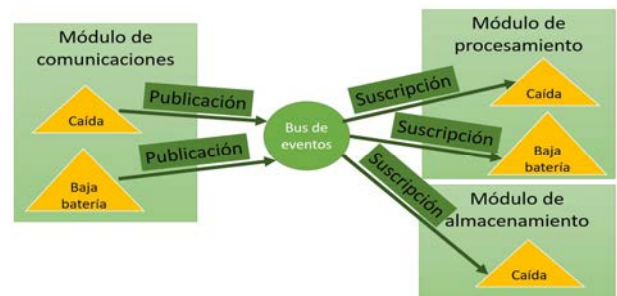 Módulo de
comunicaciones
Caída
Baja
batería
Publicación
Publicación
Bus de
eventos
Suscripción
Suscripción
Suscripción
Módulo de
procesamiento
Caída
Baja
batería
Módulo de
almacenamiento
Caída